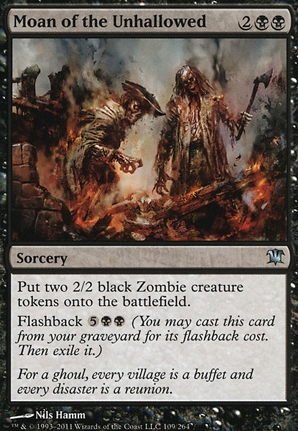 Moan of the Unhallowed 2
Sorcery
Put two 2/2 black Zombie creature
tokens onto the battlefield.
Flashback 5 (You may cast this card
from your graveyard for its flashback cost.
Then exile it.)
For a ghoul, every village is a buffet and
every disaster is a reunion.
Nils Hamm
™ & © 1993–2011 Wizards of the Coast LLC 109/264